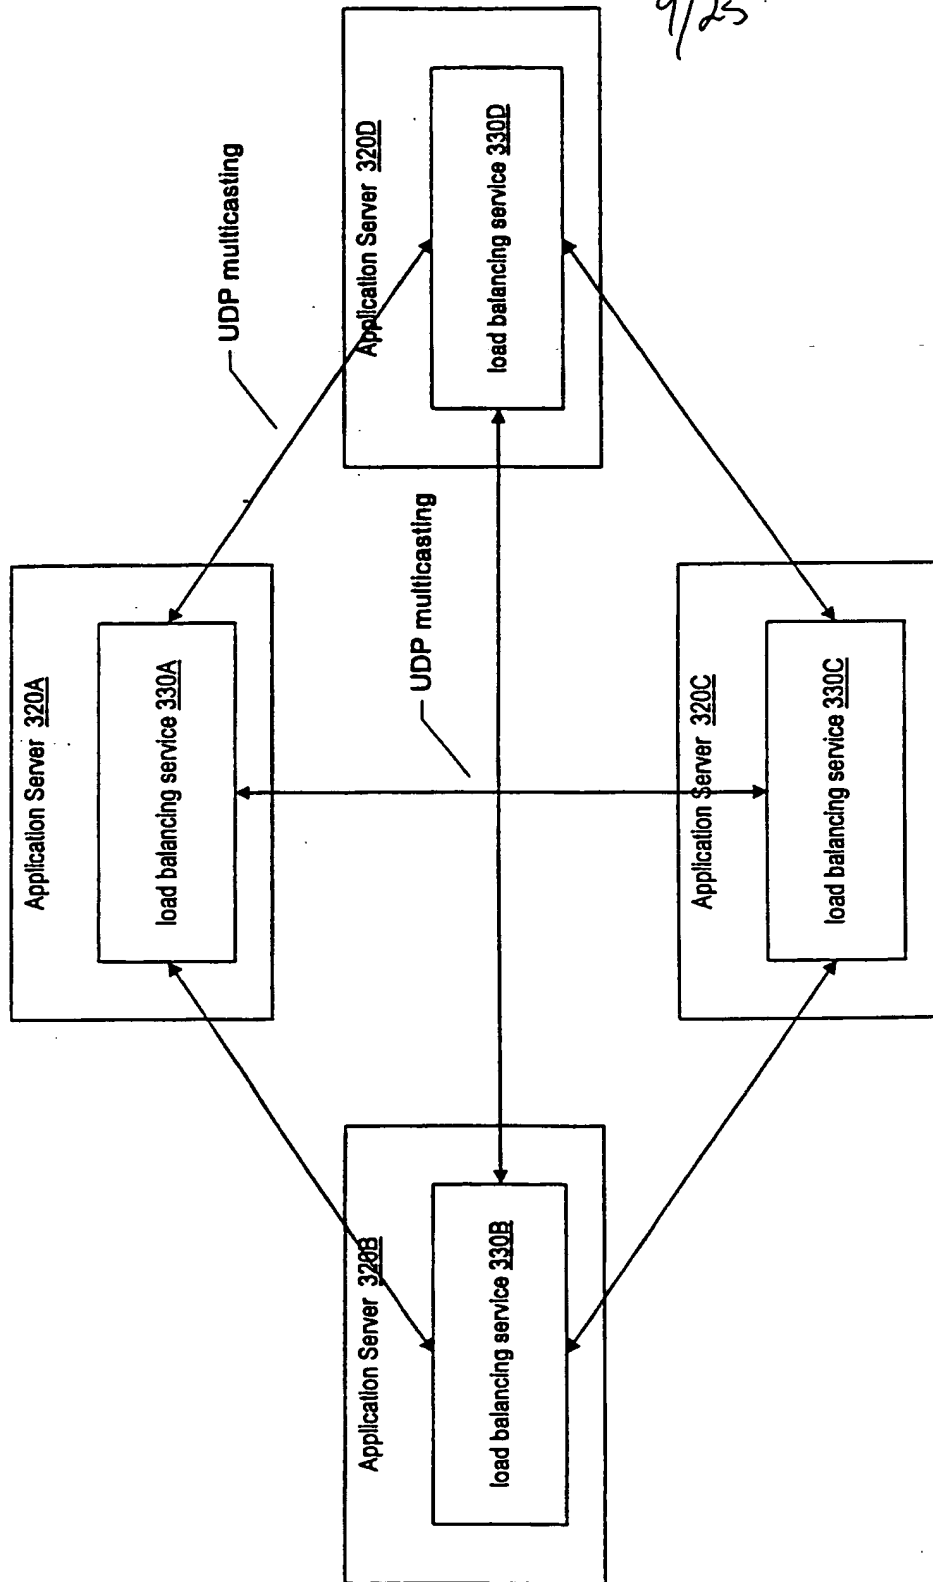 9/25
UDP multicasting
Application Server 320A
load balancing service 330A
UDP multicasting
Application Server 320B
load balancing service 330B
Application Server 320D
load balancing service 330D
Application Server 320C
load balancing service 330C